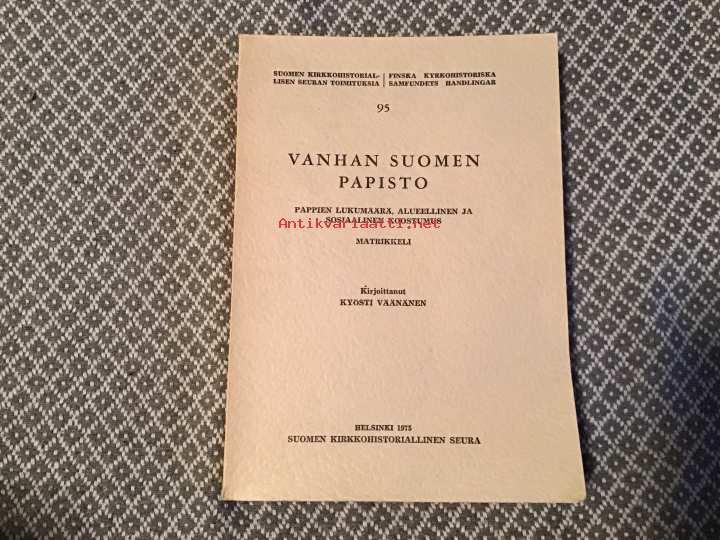 SUOMEN KIRKKOHISTORIAL-
LISEN SEURAN TOIMITUKSIA
FINSKA KYRKOHISTORISKA
SAMFUNDETS HANDLINGAR
95
VANHAN SUOMEN
PAPISTO
PAPPIEN LUKUMÄÄRÄ, ALUEELLINEN JA
SOSIAALINEN KOOSTUMUS
Antikvariaatti.net
MATRIKKELI
Kirjoittanut
KYÖSTI VÄÄNÄNEN
HELSINKI 1975
SUOMEN KIRKKOHISTORIALLINEN SEURA